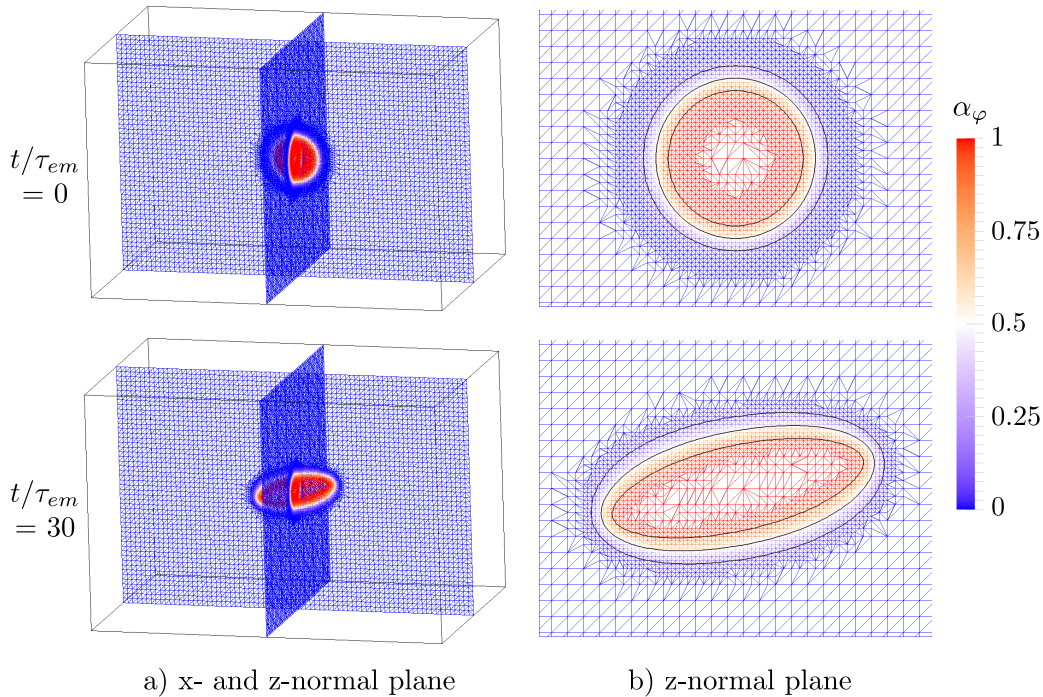 α_φ
t/τ_em
= 0
1
0.75
0.5
0.25
0
t/τ_em
= 30
a) x- and z-normal plane
b) z-normal plane